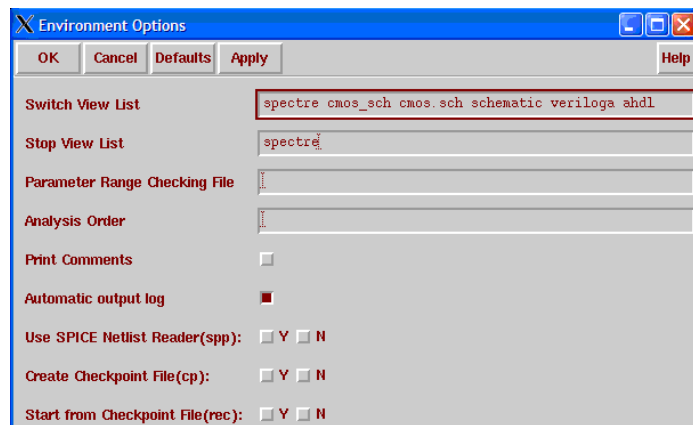 Environment Options
OK Cancel Defaults Apply Help
Switch View List spectre cmos_sch cmos.sch schematic veriloga ahdl
Stop View List spectre
Parameter Range Checking File
Analysis Order
Print Comments
Automatic output log
Use SPICE Netlist Reader(spp): Y N
Create Checkpoint File(cp): Y N
Start from Checkpoint File(rec): Y N